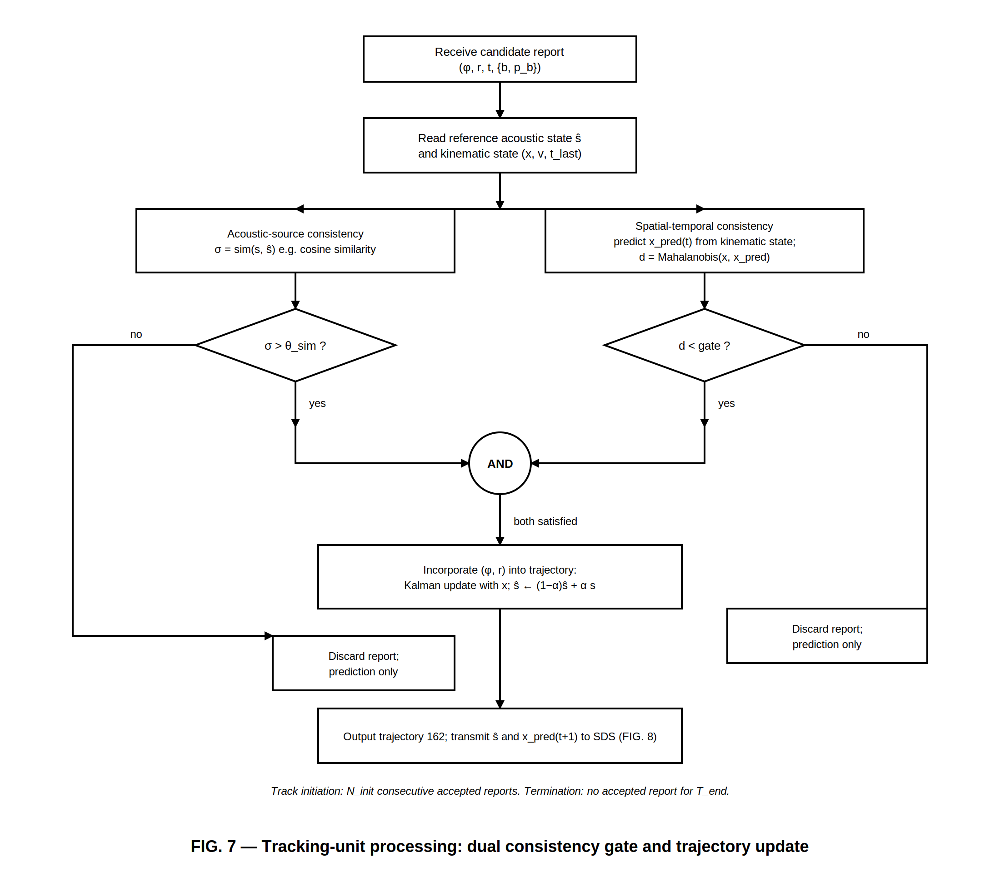 Receive candidate report
(φ, r, t, {b, p_b})
Read reference acoustic state ŝ
and kinematic state (x, v, t_last)
Acoustic-source consistency
σ = sim(s, ŝ) e.g. cosine similarity
Spatial-temporal consistency
predict x_pred(t) from kinematic state;
d = Mahalanobis(x, x_pred)
no
σ > θ_sim ?
d < gate ?
no
yes
yes
AND
both satisfied
Incorporate (φ, r) into trajectory:
Kalman update with x; ŝ ← (1−α)ŝ + α s
Discard report;
prediction only
Discard report;
prediction only
Output trajectory 162; transmit ŝ and x_pred(t+1) to SDS (FIG. 8)
Track initiation: N_init consecutive accepted reports. Termination: no accepted report for T_end.
FIG. 7 — Tracking-unit processing: dual consistency gate and trajectory update